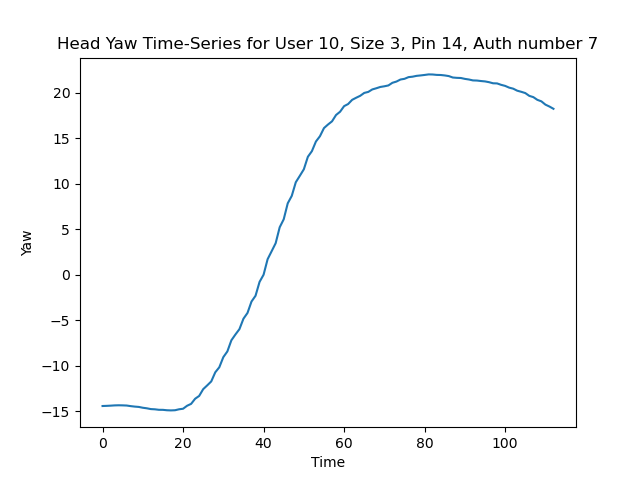 Head Yaw Time-Series for User 10, Size 3, Pin 14, Auth number 7
Yaw
20
15
10
5
0
−5
−10
−15
0 20 40 60 80 100
Time